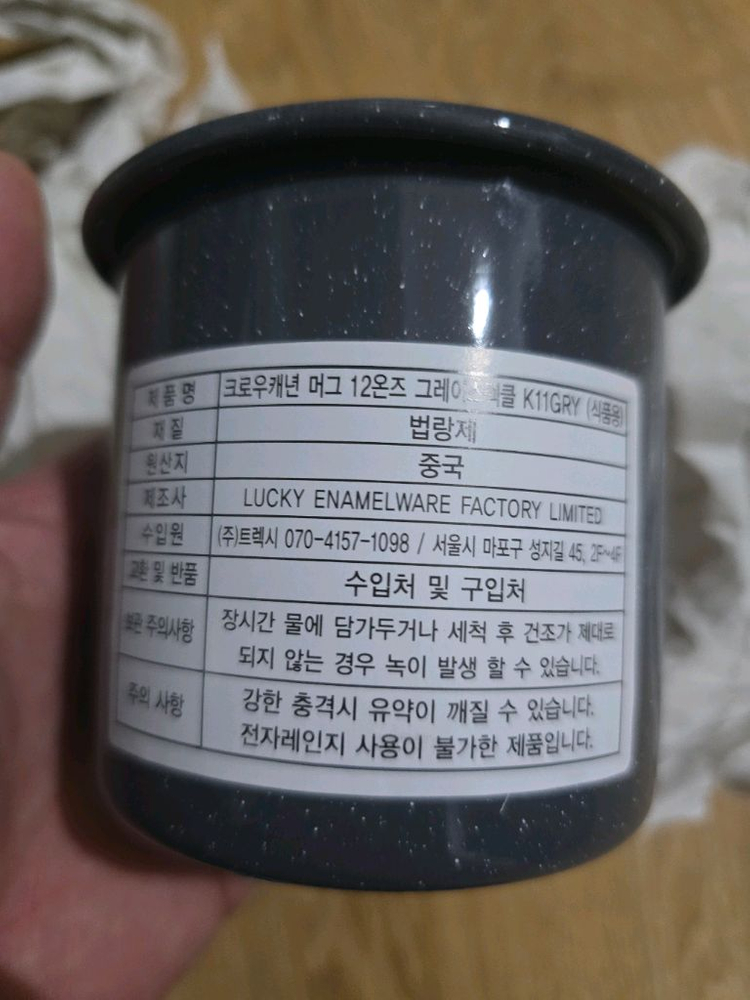 제품명 크로우캐년 머그 12온즈 그레이 K11GRY (식품용)
재질 법랑제
원산지 중국
제조사 LUCKY ENAMELWARE FACTORY LIMITED
수입원 (주)트렉시 070-4157-1098 / 서울시 마포구 성지길 45, 2F~4F
교환 및 반품 수입처 및 구입처
보관 주의사항 장시간 물에 담가두거나 세척 후 건조가 제대로
되지 않는 경우 녹이 발생 할 수 있습니다.
주의 사항 강한 충격시 유약이 깨질 수 있습니다.
전자레인지 사용이 불가한 제품입니다.